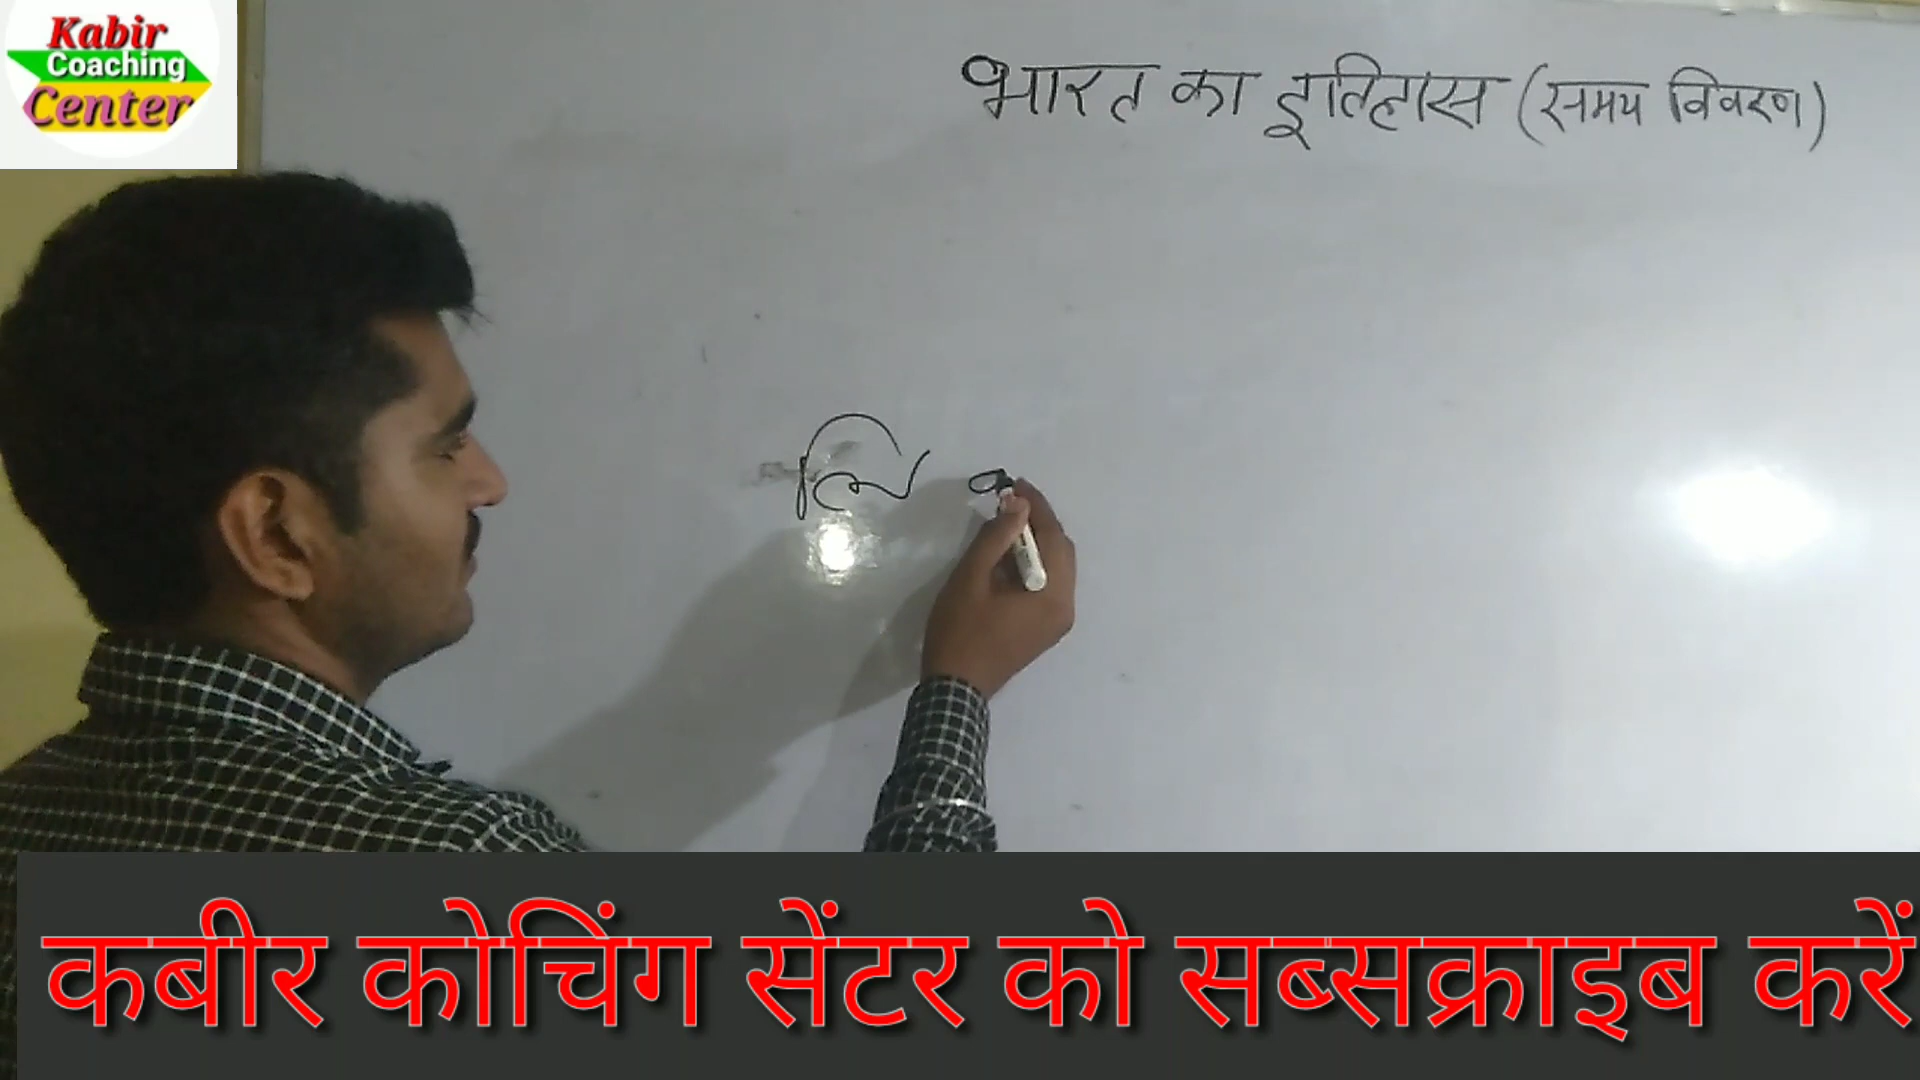 Kabir
Coaching
Center
भारत का इतिहास (समय विवरण)
कबीर कोचिंग सेंटर को सब्सक्राइब करें